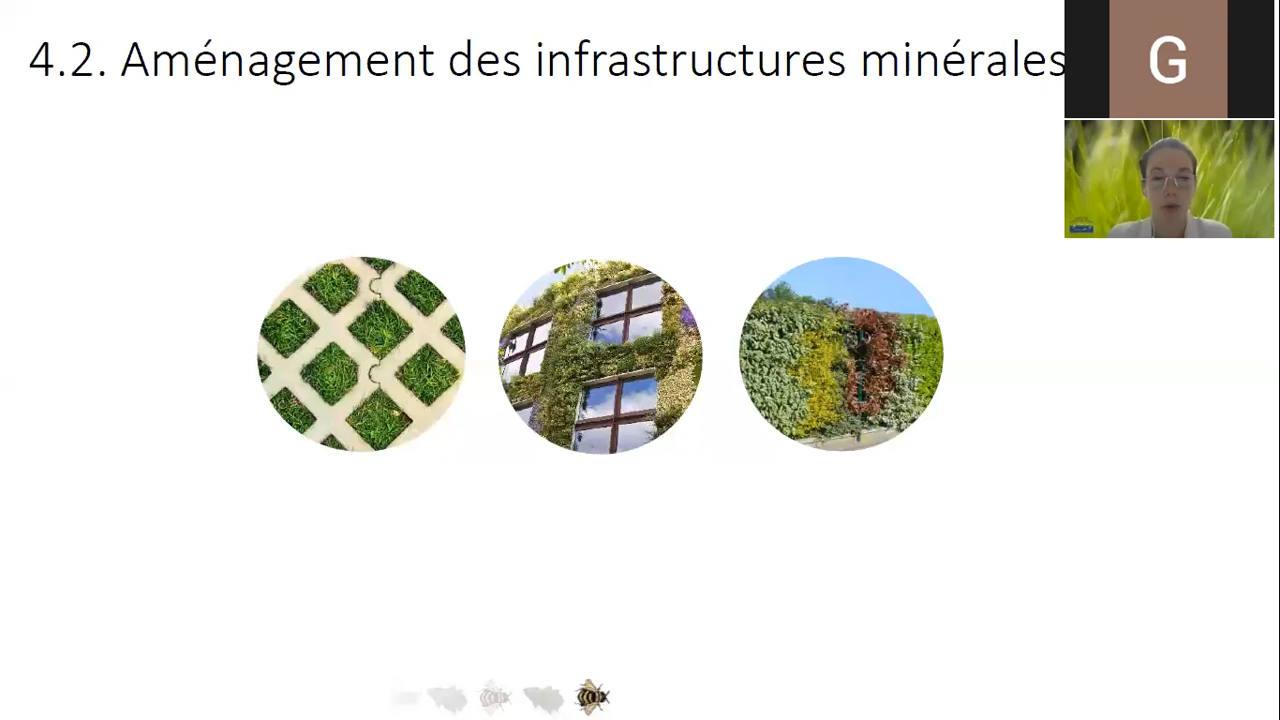 4.2. Aménagement des infrastructures minérales
G